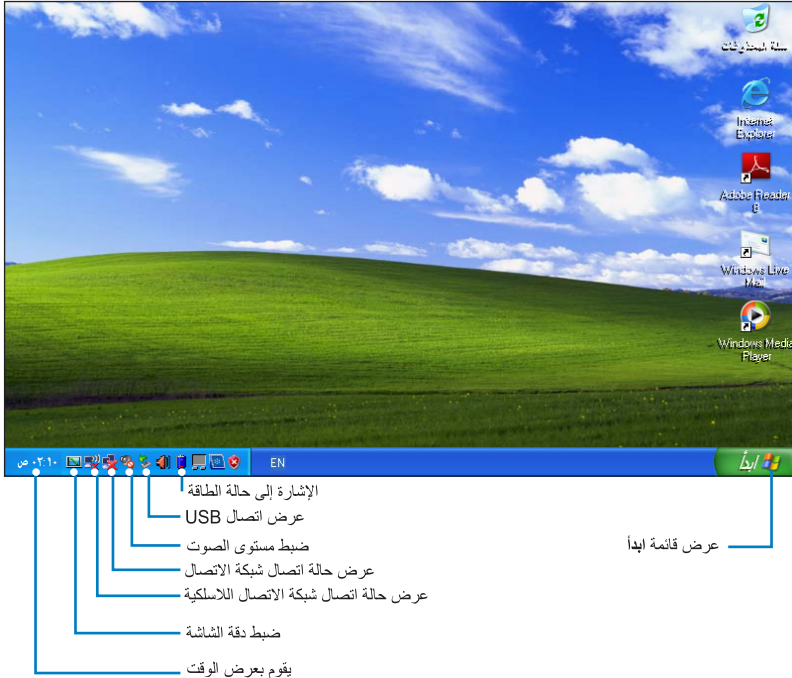 سلة المحذوفات
Internet
Explorer
Adobe Reader
8
Windows Live
Mail
Windows Media
Player
ابدأ
EN
٠٢:١٠ ص
الإشارة إلى حالة الطاقة
عرض اتصال USB
ضبط مستوى الصوت
عرض حالة اتصال شبكة الاتصال
عرض حالة اتصال شبكة الاتصال اللاسلكية
ضبط دقة الشاشة
يقوم بعرض الوقت
عرض قائمة ابدأ